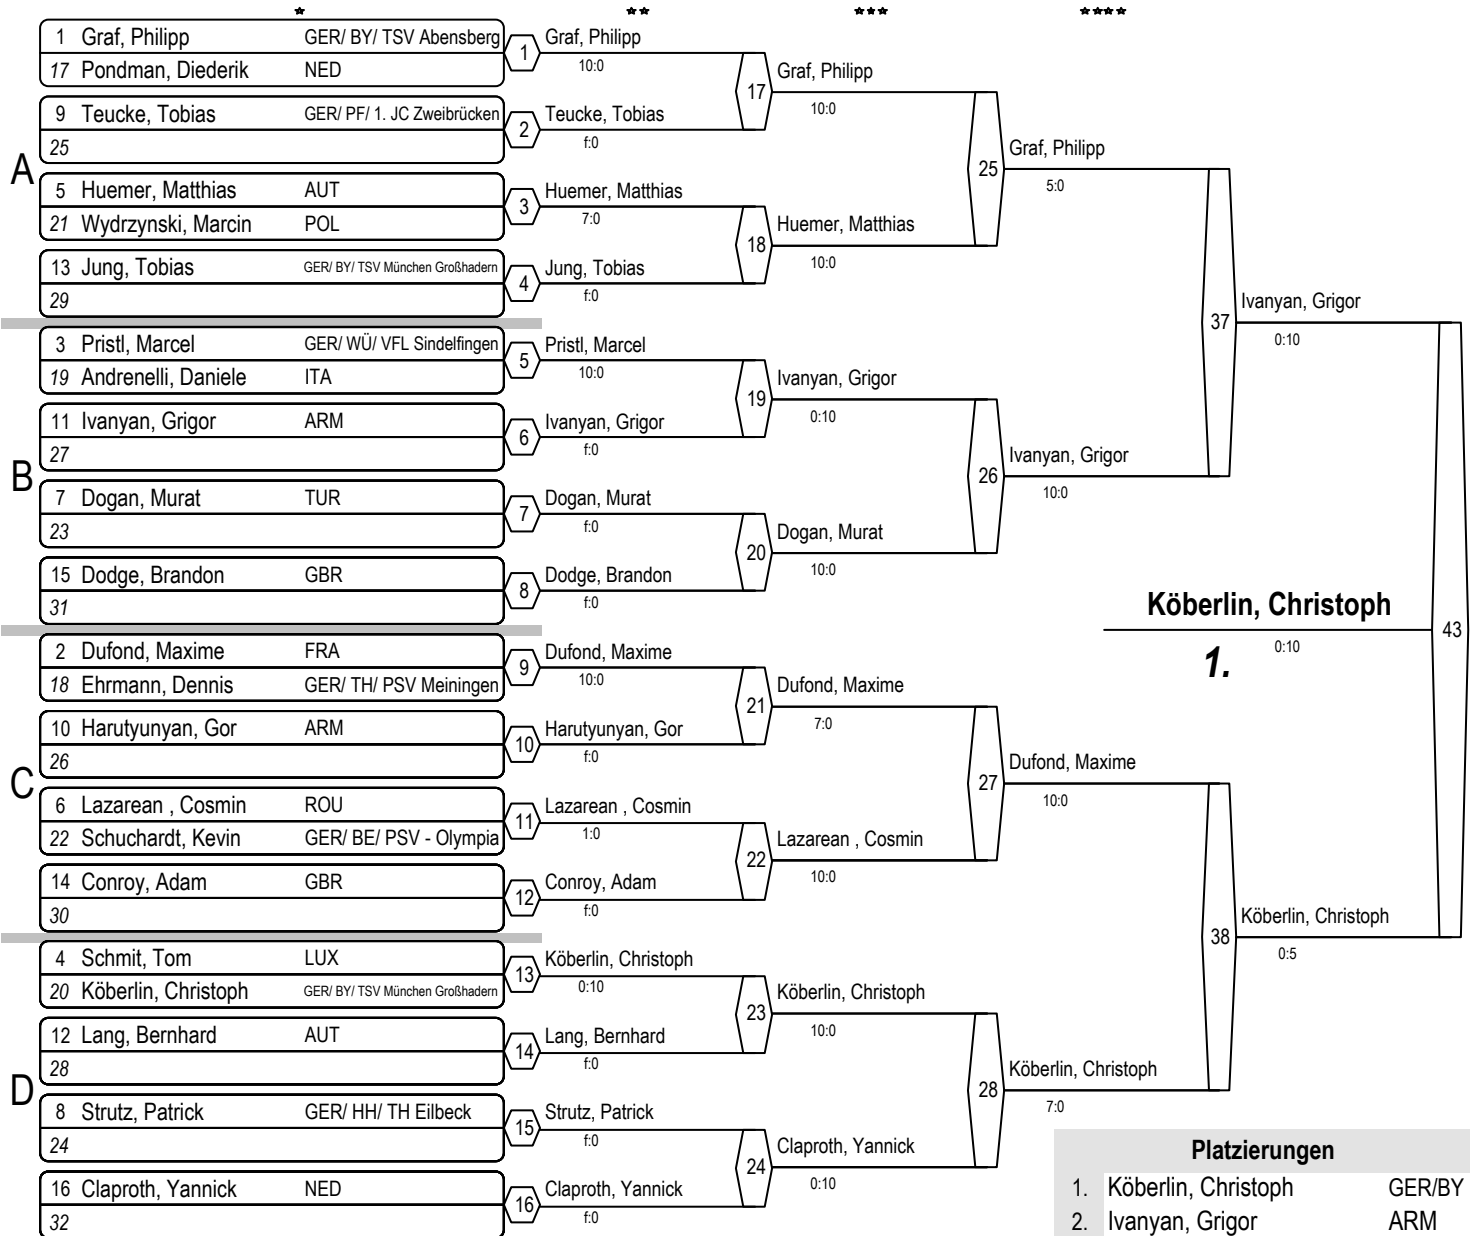 * ** *** ****
A
1 Graf, Philipp GER/ BY/ TSV Abensberg
17 Pondman, Diederik NED
9 Teucke, Tobias GER/ PF/ 1. JC Zweibrücken
25
5 Huemer, Matthias AUT
21 Wydrzynski, Marcin POL
13 Jung, Tobias GER/ BY/ TSV München Großhadern
29
B
3 Pristl, Marcel GER/ WÜ/ VFL Sindelfingen
19 Andrenelli, Daniele ITA
11 Ivanyan, Grigor ARM
27
7 Dogan, Murat TUR
23
15 Dodge, Brandon GBR
31
C
2 Dufond, Maxime FRA
18 Ehrmann, Dennis GER/ TH/ PSV Meiningen
10 Harutyunyan, Gor ARM
26
6 Lazarean , Cosmin ROU
22 Schuchardt, Kevin GER/ BE/ PSV - Olympia
14 Conroy, Adam GBR
30
D
4 Schmit, Tom LUX
20 Köberlin, Christoph GER/ BY/ TSV München Großhadern
12 Lang, Bernhard AUT
28
8 Strutz, Patrick GER/ HH/ TH Eilbeck
24
16 Claproth, Yannick NED
32
1 Graf, Philipp
10:0
2 Teucke, Tobias
f:0
3 Huemer, Matthias
7:0
4 Jung, Tobias
f:0
5 Pristl, Marcel
10:0
6 Ivanyan, Grigor
f:0
7 Dogan, Murat
f:0
8 Dodge, Brandon
f:0
9 Dufond, Maxime
10:0
10 Harutyunyan, Gor
f:0
11 Lazarean , Cosmin
1:0
12 Conroy, Adam
f:0
13 Köberlin, Christoph
0:10
14 Lang, Bernhard
f:0
15 Strutz, Patrick
f:0
16 Claproth, Yannick
f:0
17 Graf, Philipp
10:0
18 Huemer, Matthias
10:0
19 Ivanyan, Grigor
0:10
20 Dogan, Murat
10:0
21 Dufond, Maxime
7:0
22 Lazarean , Cosmin
10:0
23 Köberlin, Christoph
10:0
24 Claproth, Yannick
0:10
25 Graf, Philipp
5:0
26 Ivanyan, Grigor
10:0
27 Dufond, Maxime
10:0
28 Köberlin, Christoph
7:0
37 Ivanyan, Grigor
0:10
38 Köberlin, Christoph
0:5
43
Köberlin, Christoph
1. 0:10
Platzierungen
1. Köberlin, Christoph GER/BY
2. Ivanyan, Grigor ARM